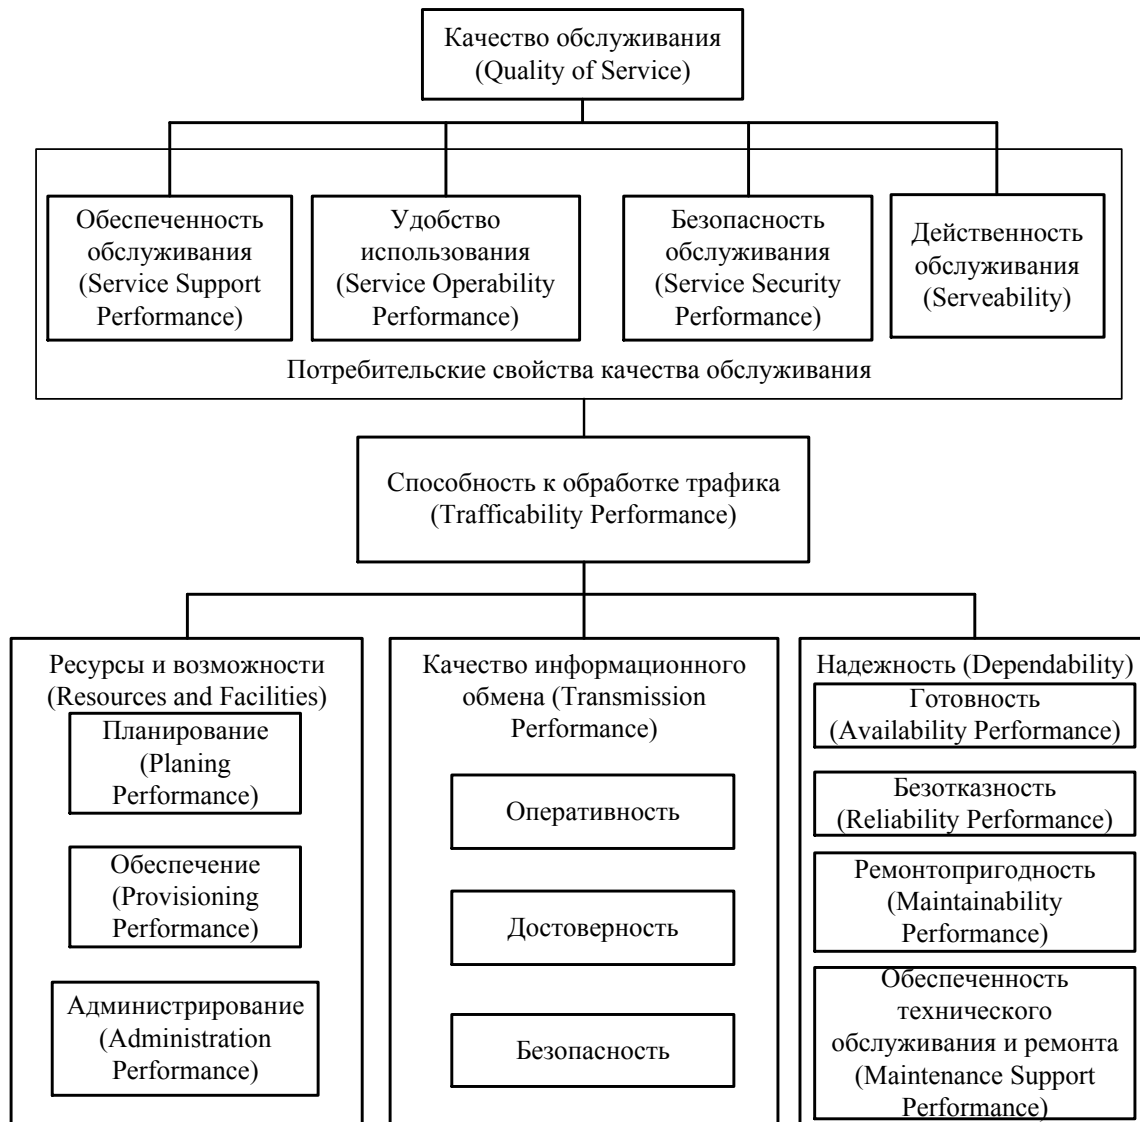 Качество обслуживания
(Quality of Service)
Обеспеченность
обслуживания
(Service Support
Performance)
Удобство
использования
(Service Operability
Performance)
Безопасность
обслуживания
(Service Security
Performance)
Действенность
обслуживания
(Serveability)
Потребительские свойства качества обслуживания
Способность к обработке трафика
(Trafficability Performance)
Ресурсы и возможности
(Resources and Facilities)
Планирование
(Planing
Performance)
Обеспечение
(Provisioning
Performance)
Администрирование
(Administration
Performance)
Качество информационного
обмена (Transmission
Performance)
Оперативность
Достоверность
Безопасность
Надежность (Dependability)
Готовность
(Availability Performance)
Безотказность
(Reliability Performance)
Ремонтопригодность
(Maintainability
Performance)
Обеспеченность
технического
обслуживания и ремонта
(Maintenance Support
Performance)